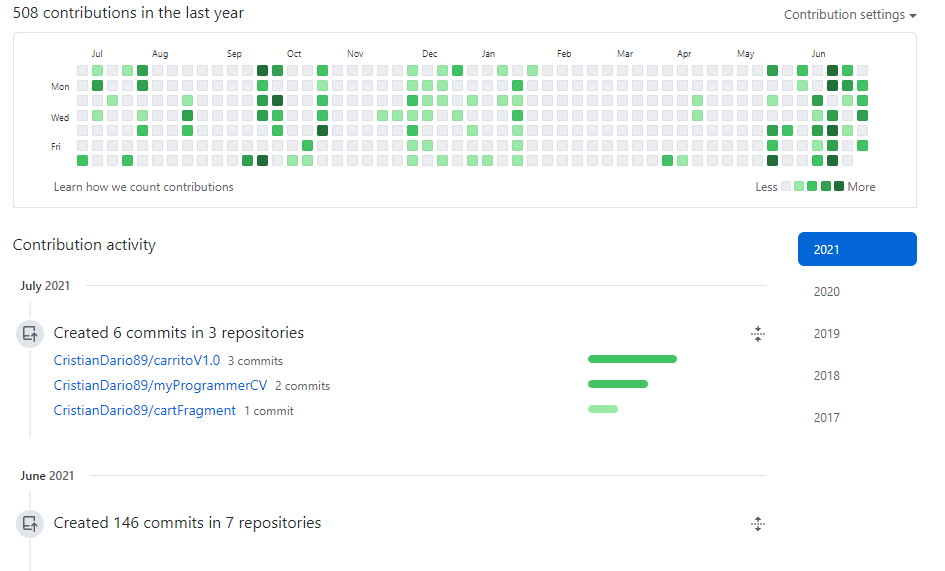 508 contributions in the last year
Contribution settings
Jul Aug Sep Oct Nov Dec Jan Feb Mar Apr May Jun
Mon
Wed
Fri
Learn how we count contributions
Less More
Contribution activity
2021
July 2021
2020
Created 6 commits in 3 repositories
2019
CristianDario89/carritoV1.0 3 commits
2018
CristianDario89/myProgrammerCV 2 commits
CristianDario89/cartFragment 1 commit
2017
June 2021
Created 146 commits in 7 repositories